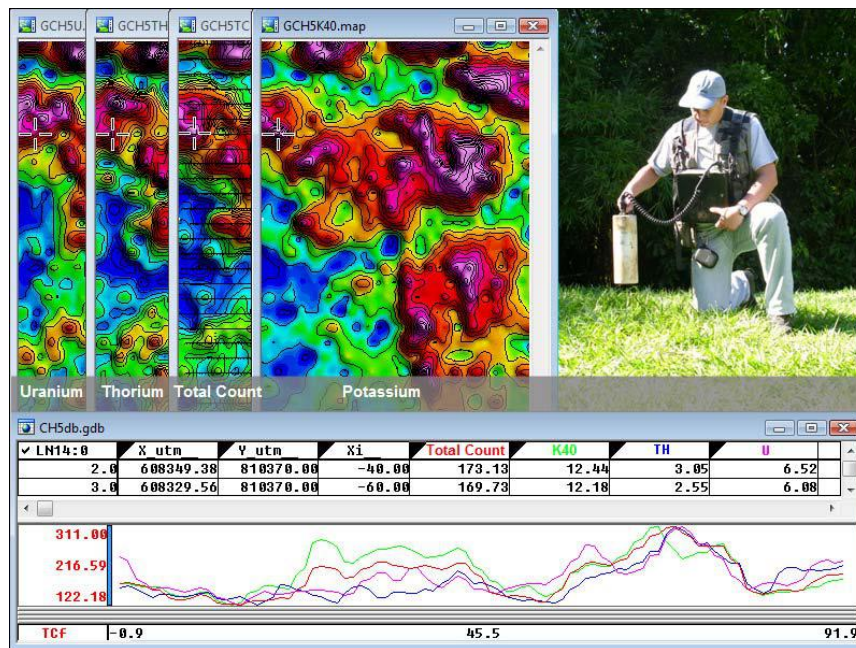 GCH5U. GCH5TH GCH5TC GCH5K40.map
Uranium Thorium Total Count Potassium
CH5db.gdb
LN14:0 X_utm__ Y_utm__ Xi__ Total Count K40 TH U
2.0 608349.38 810370.00 -40.00 173.13 12.44 3.05 6.52
3.0 608329.56 810370.00 -60.00 169.73 12.18 2.55 6.08
311.00
216.59
122.18
TCf -0.9 45.5 91.9